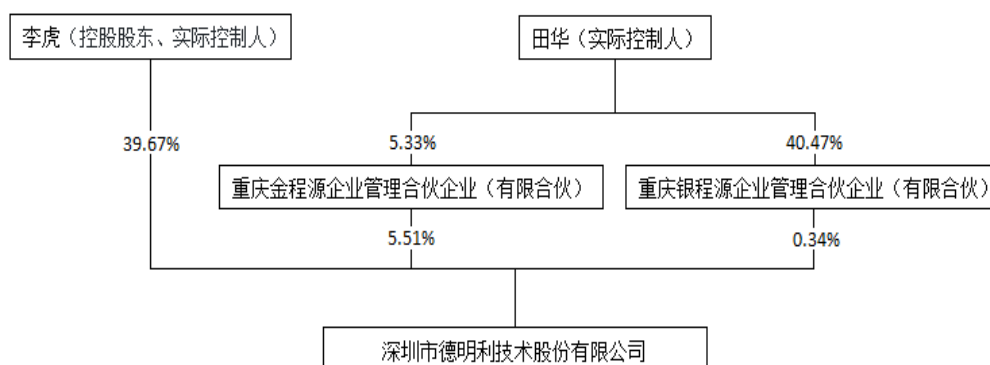 李虎（控股股东、实际控制人）
田华（实际控制人）
39.67%
5.33%
40.47%
重庆金程源企业管理合伙企业（有限合伙）
重庆银程源企业管理合伙企业（有限合伙）
5.51%
0.34%
深圳市德明利技术股份有限公司